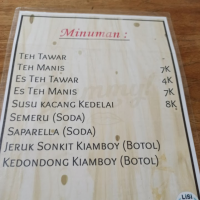 Minuman :
Teh Tawar
Teh Manis 7K
Es Teh Tawar 4K
Es Teh Manis 7K
Susu kacang Kedelai 8K
Semeru (Soda)
Saparella (Soda)
Jeruk Sonkit Kiamboy (Botol)
Kedondong Kiamboy (Botol)